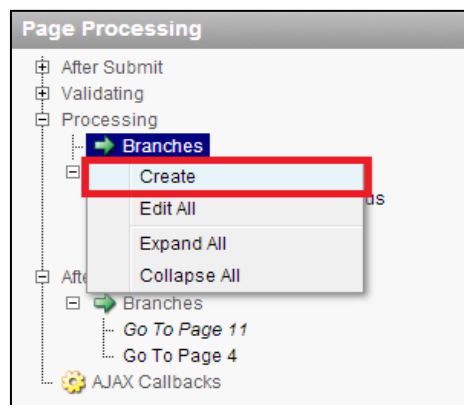 Page Processing
After Submit
Validating
Processing
Branches
Create
Edit All
Expand All
Collapse All
Branches
Go To Page 11
Go To Page 4
AJAX Callbacks